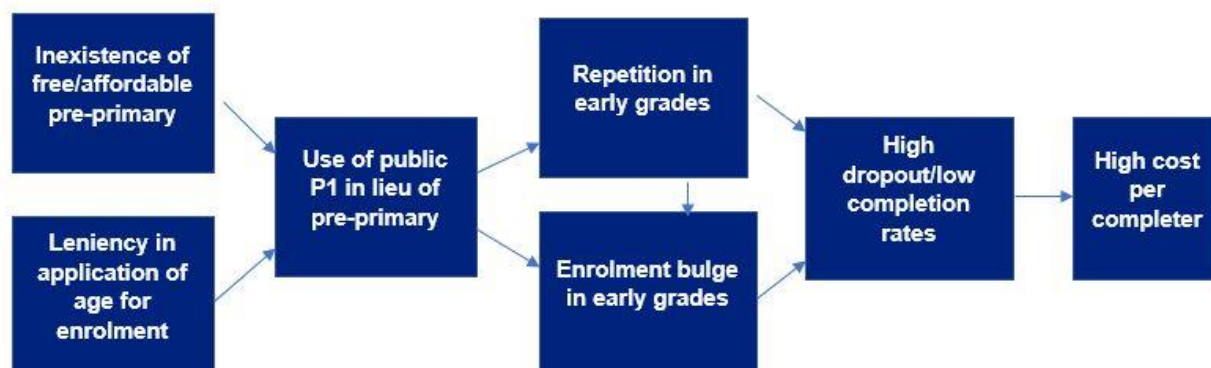 Inexistence of
free/affordable
pre-primary
Leniency in
application of
age for
enrolment
Use of public
P1 in lieu of
pre-primary
Repetition in
early grades
Enrolment bulge
in early grades
High
dropout/low
completion
rates
High cost
per
completer